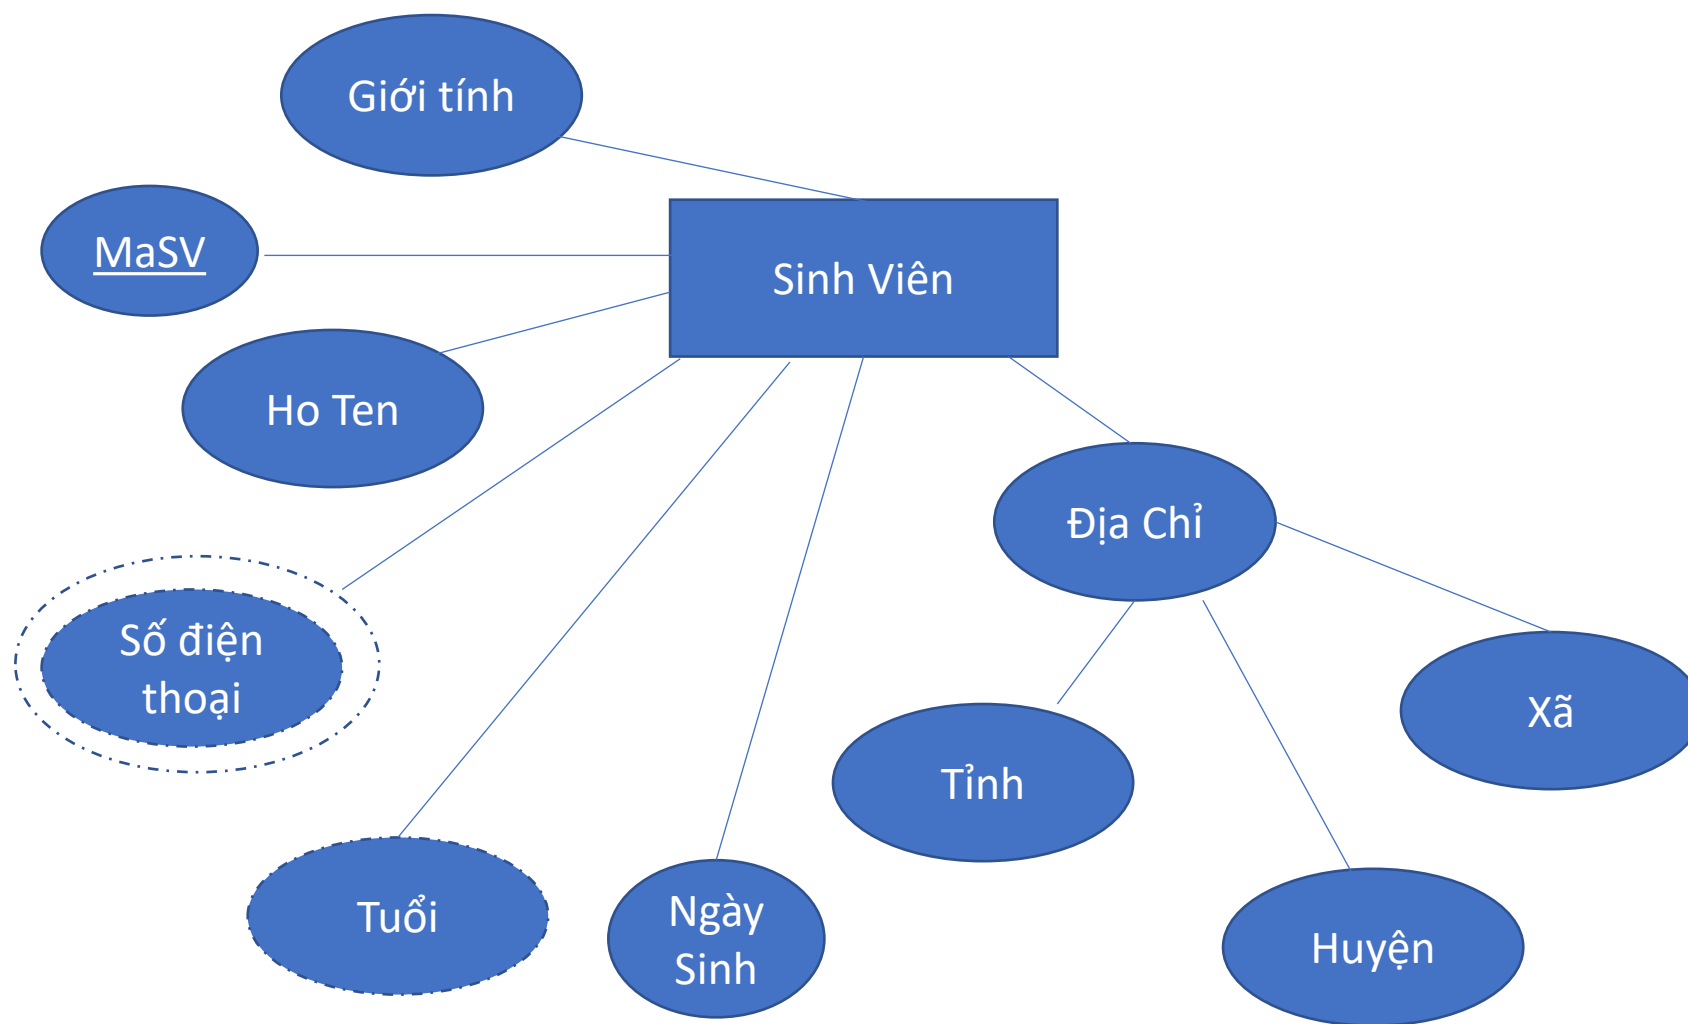 Giới tính
MaSV
Sinh Viên
Ho Ten
Địa Chỉ
Số điện
thoại
Xã
Tỉnh
Tuổi
Ngày
Sinh
Huyện